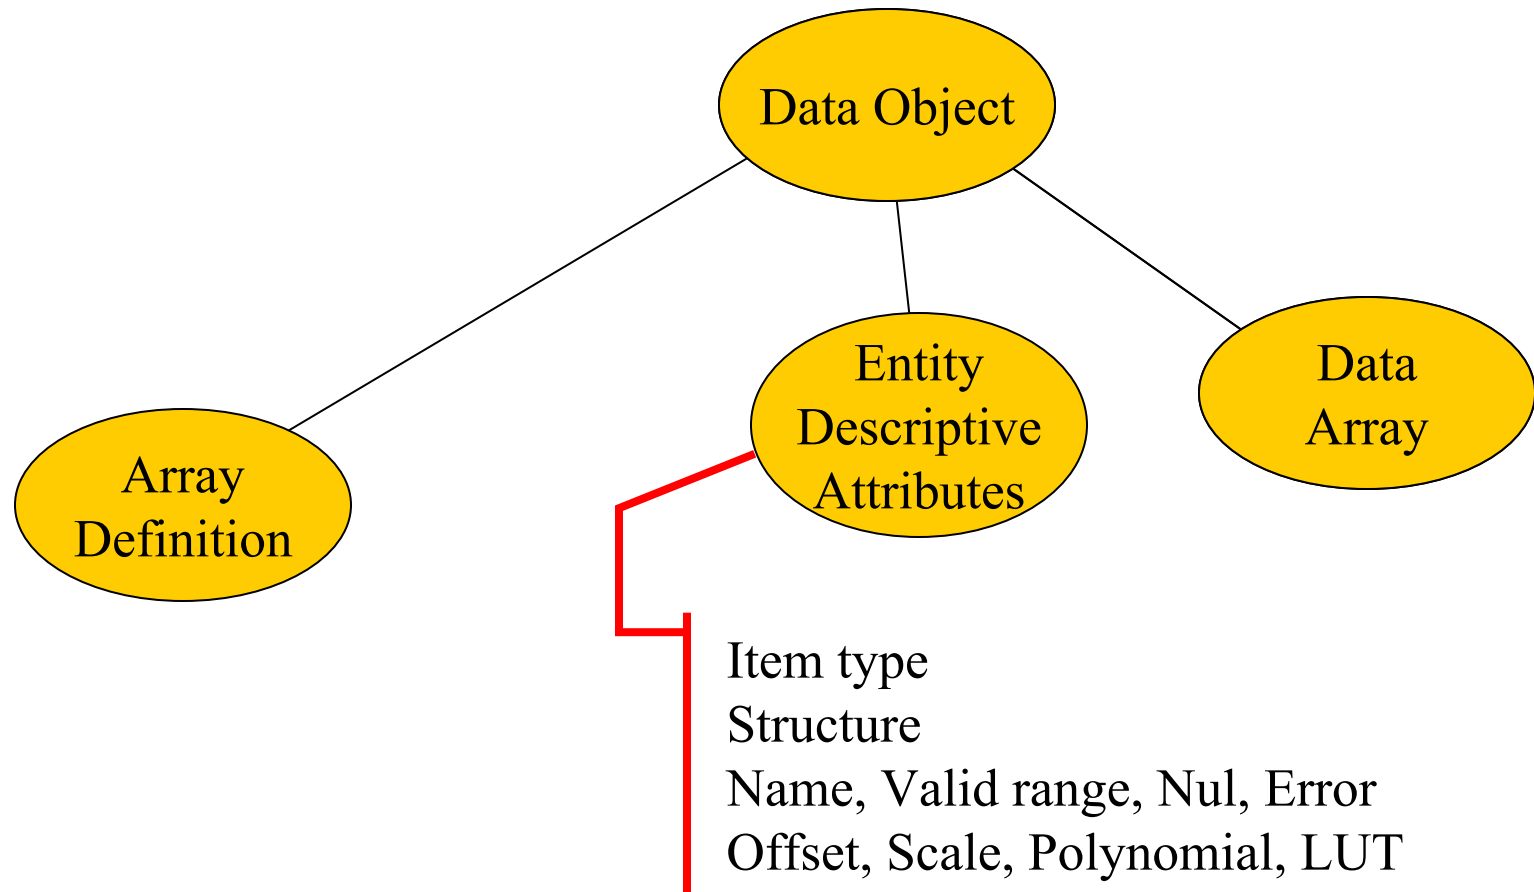 Data Object
Entity
Descriptive
Attributes
Data
Array
Array
Definition
Item type
Structure
Name, Valid range, Nul, Error
Offset, Scale, Polynomial, LUT